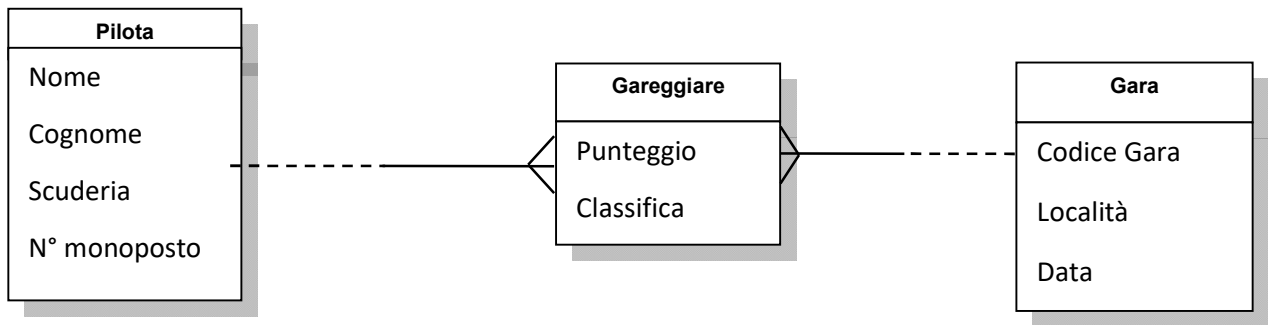 Pilota
Nome
Cognome
Scuderia
N° monoposto
Gareggiare
Punteggio
Classifica
Gara
Codice Gara
Località
Data